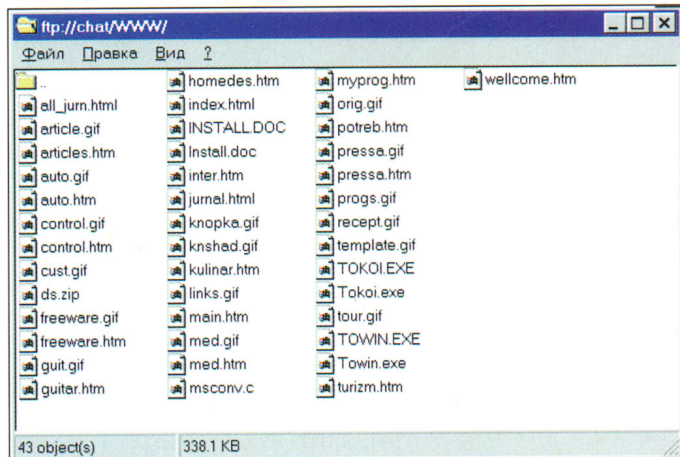 ftp://chat/WWW/
Файл Правка Вид ?
..
all_jurn.html
article.gif
articles.htm
auto.gif
auto.htm
control.gif
control.htm
cust.gif
ds.zip
freeware.gif
freeware.htm
guit.gif
guitar.htm
homedes.htm
index.html
INSTALL.DOC
Install.doc
inter.htm
jurnal.html
knopka.gif
knshad.gif
kulinar.htm
links.gif
main.htm
med.gif
med.htm
msconv.c
myprog.htm
orig.gif
potreb.htm
pressa.gif
pressa.htm
progs.gif
recept.gif
template.gif
TOKOI.EXE
Tokoi.exe
tour.gif
TOWIN.EXE
Towin.exe
turizm.htm
wellcome.htm
43 object(s) 338.1 KB